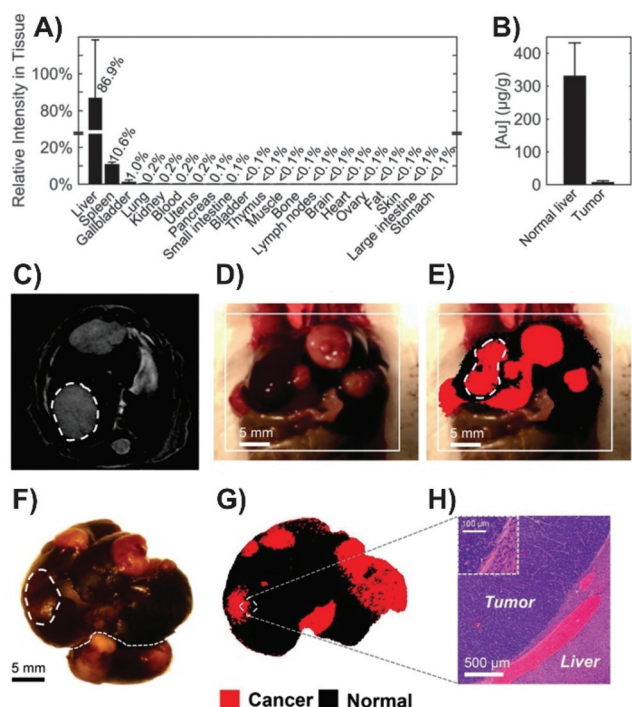 A)
B)
Relative Intensity in Tissue
100%
80%
20%
0%
86.9%
10.6%
1.0%
0.2%
0.2%
0.2%
0.2%
0.1%
0.1%
<0.1%
<0.1%
<0.1%
<0.1%
<0.1%
<0.1%
<0.1%
<0.1%
<0.1%
<0.1%
<0.1%
<0.1%
Liver
Spleen
Gallbladder
Lung
Kidney
Blood
Uterus
Pancreas
Small intestine
Bladder
Thymus
Muscle
Bone
Lymph nodes
Brain
Heart
Ovary
Fat
Skin
Large intestine
Stomach
[Au] (µg/g)
400
300
200
100
0
Normal liver
Tumor
C)
D)
E)
5 mm
5 mm
F)
G)
H)
5 mm
100 µm
Tumor
Liver
500 µm
Cancer Normal